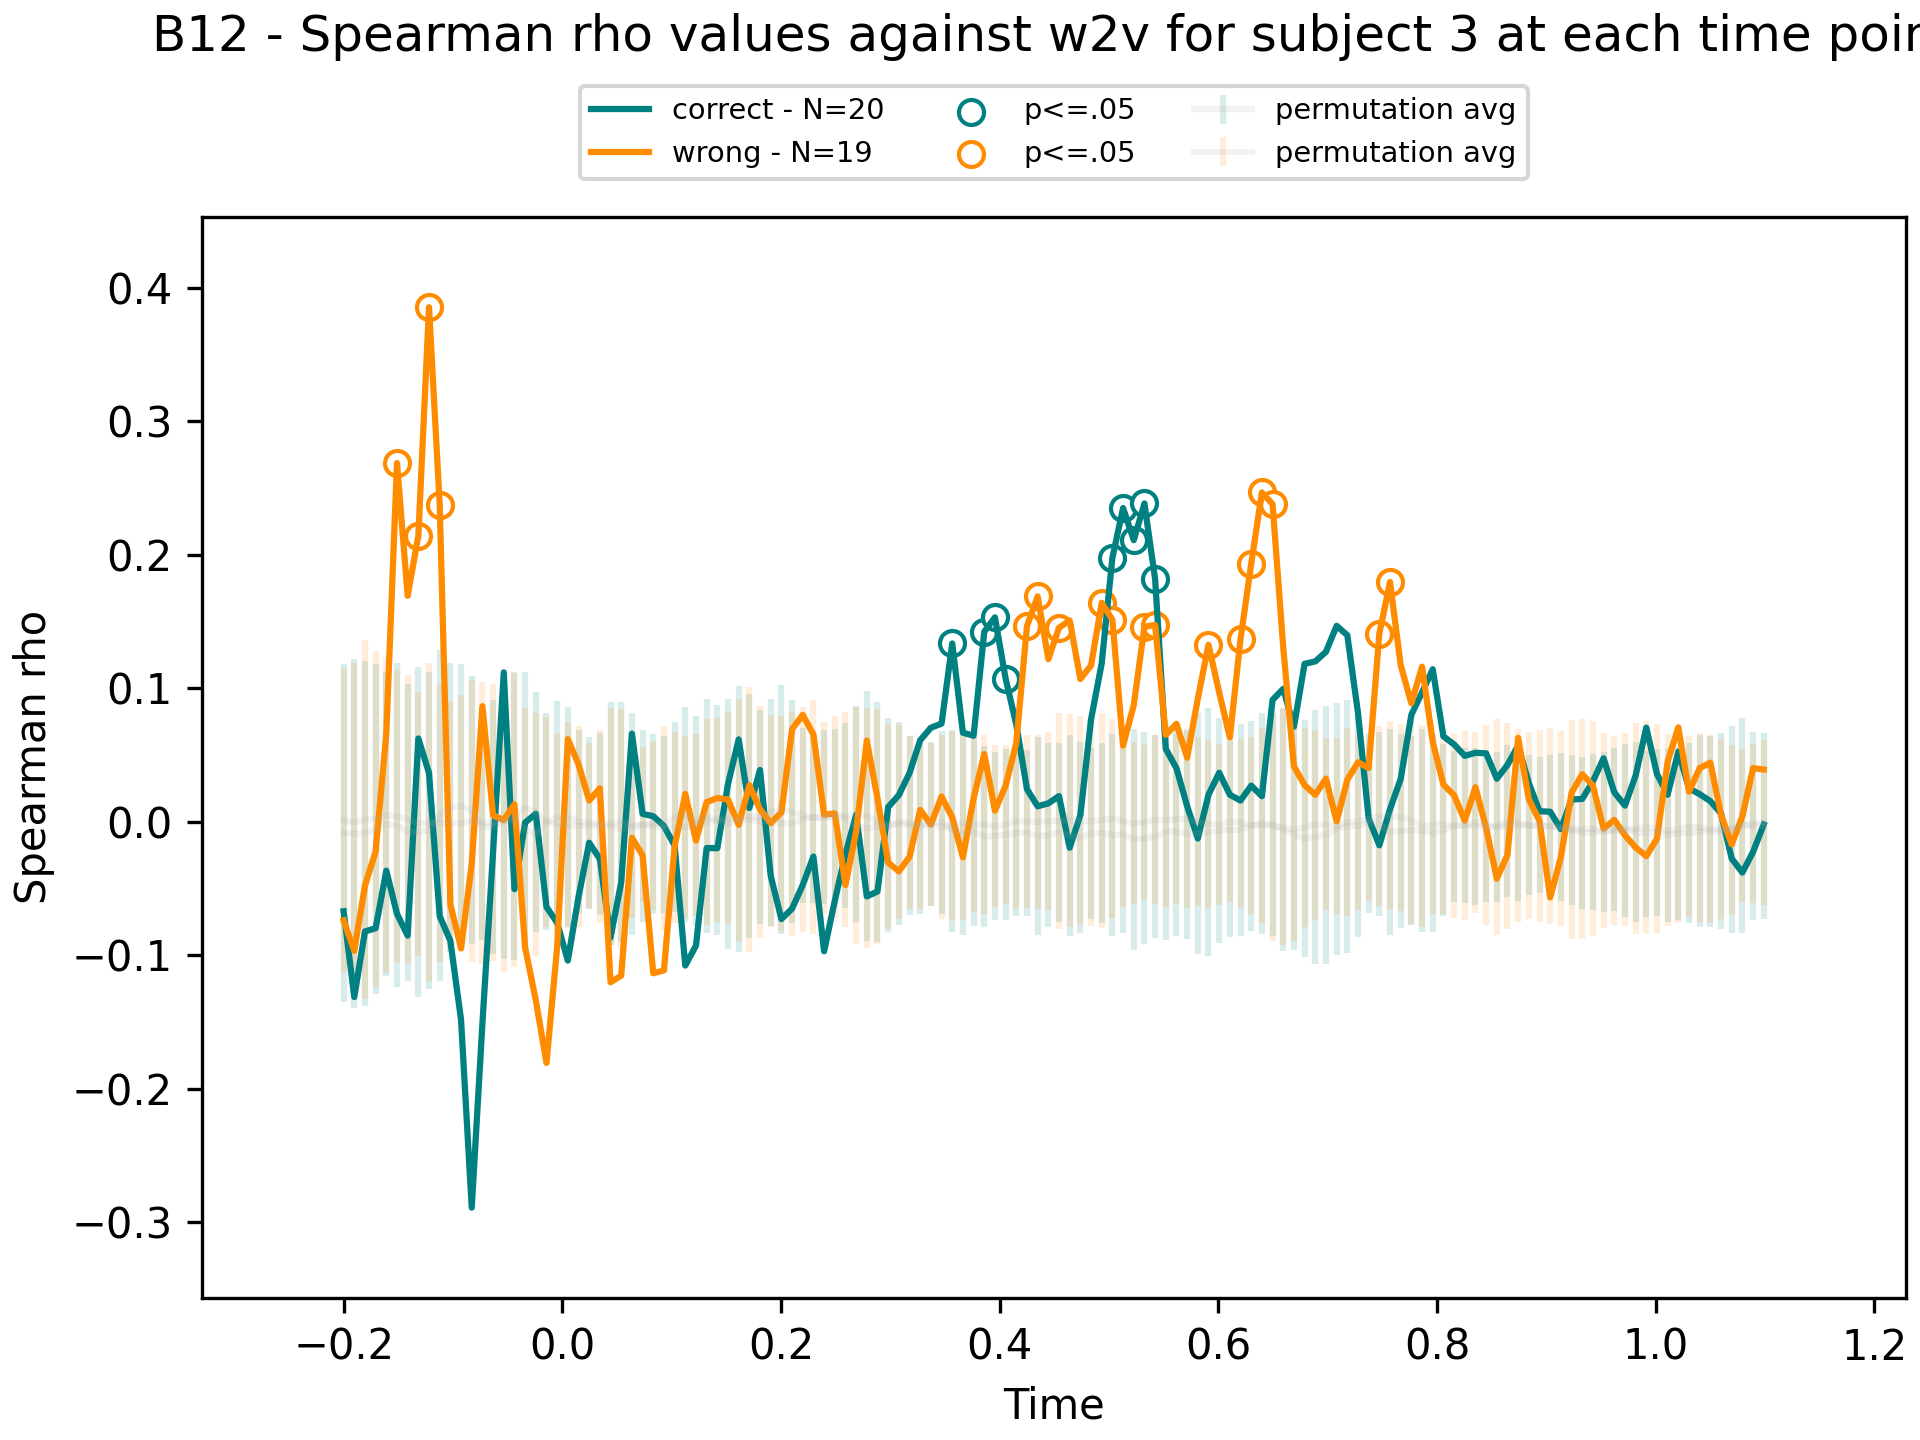 B12 - Spearman rho values against w2v for subject 3 at each time poin
correct - N=20 p<=.05 permutation avg
wrong - N=19 p<=.05 permutation avg
Spearman rho
0.4
0.3
0.2
0.1
0.0
−0.1
−0.2
−0.3
−0.2 0.0 0.2 0.4 0.6 0.8 1.0 1.2
Time